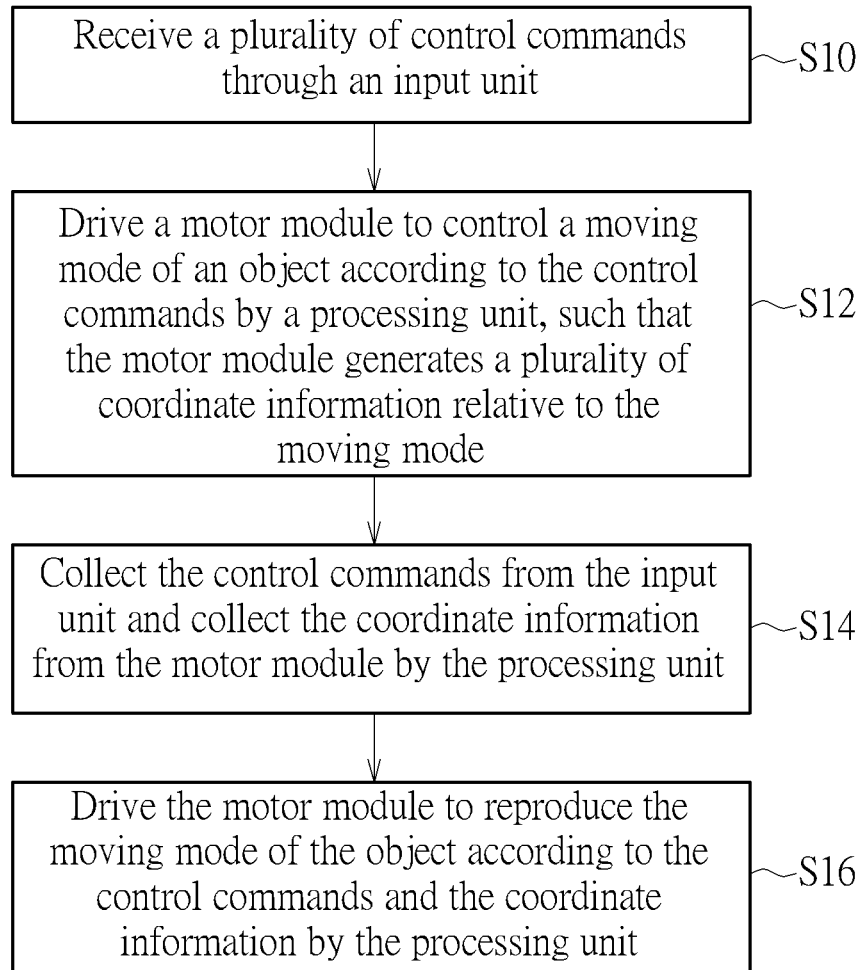 Receive a plurality of control commands
through an input unit
S10
Drive a motor module to control a moving
mode of an object according to the control
commands by a processing unit, such that
the motor module generates a plurality of
coordinate information relative to the
moving mode
S12
Collect the control commands from the input
unit and collect the coordinate information
from the motor module by the processing unit
S14
Drive the motor module to reproduce the
moving mode of the object according to the
control commands and the coordinate
information by the processing unit
S16